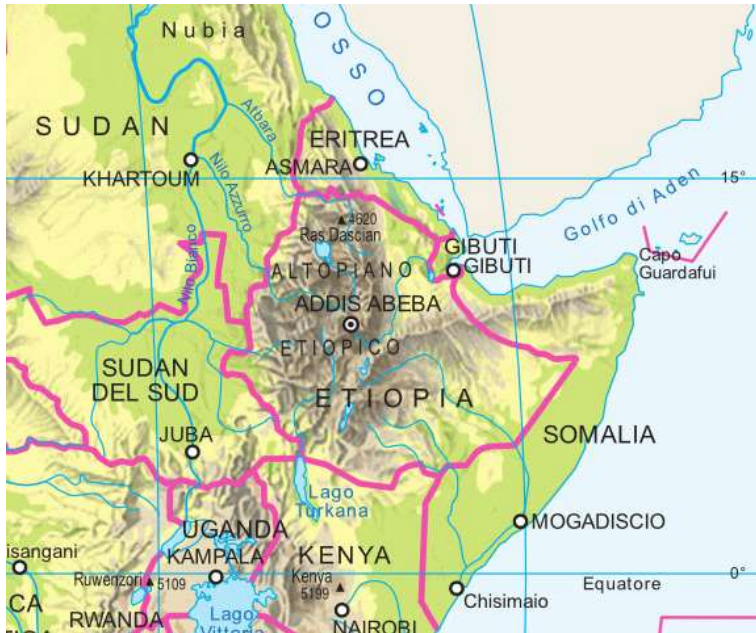 Nubia
OSSO
SUDAN
Atbara
ERITREA
ASMARA
KHARTOUM
Nilo Azzurro
15°
Golfo di Aden
4620
Ras Dascian
Nilo Bianco
GIBUTI
GIBUTI
Capo
Guardafui
ALTOPIANO
ADDIS ABEBA
ETIOPICO
SUDAN
DEL SUD
ETIOPIA
SOMALIA
JUBA
Lago
Turkana
MOGADISCIO
UGANDA
isangani
KAMPALA
KENYA
Ruwenzori 5109
Kenya
5199
0°
Equatore
Chisimaio
CA
RWANDA
Lago
Vittoria
NAIROBI